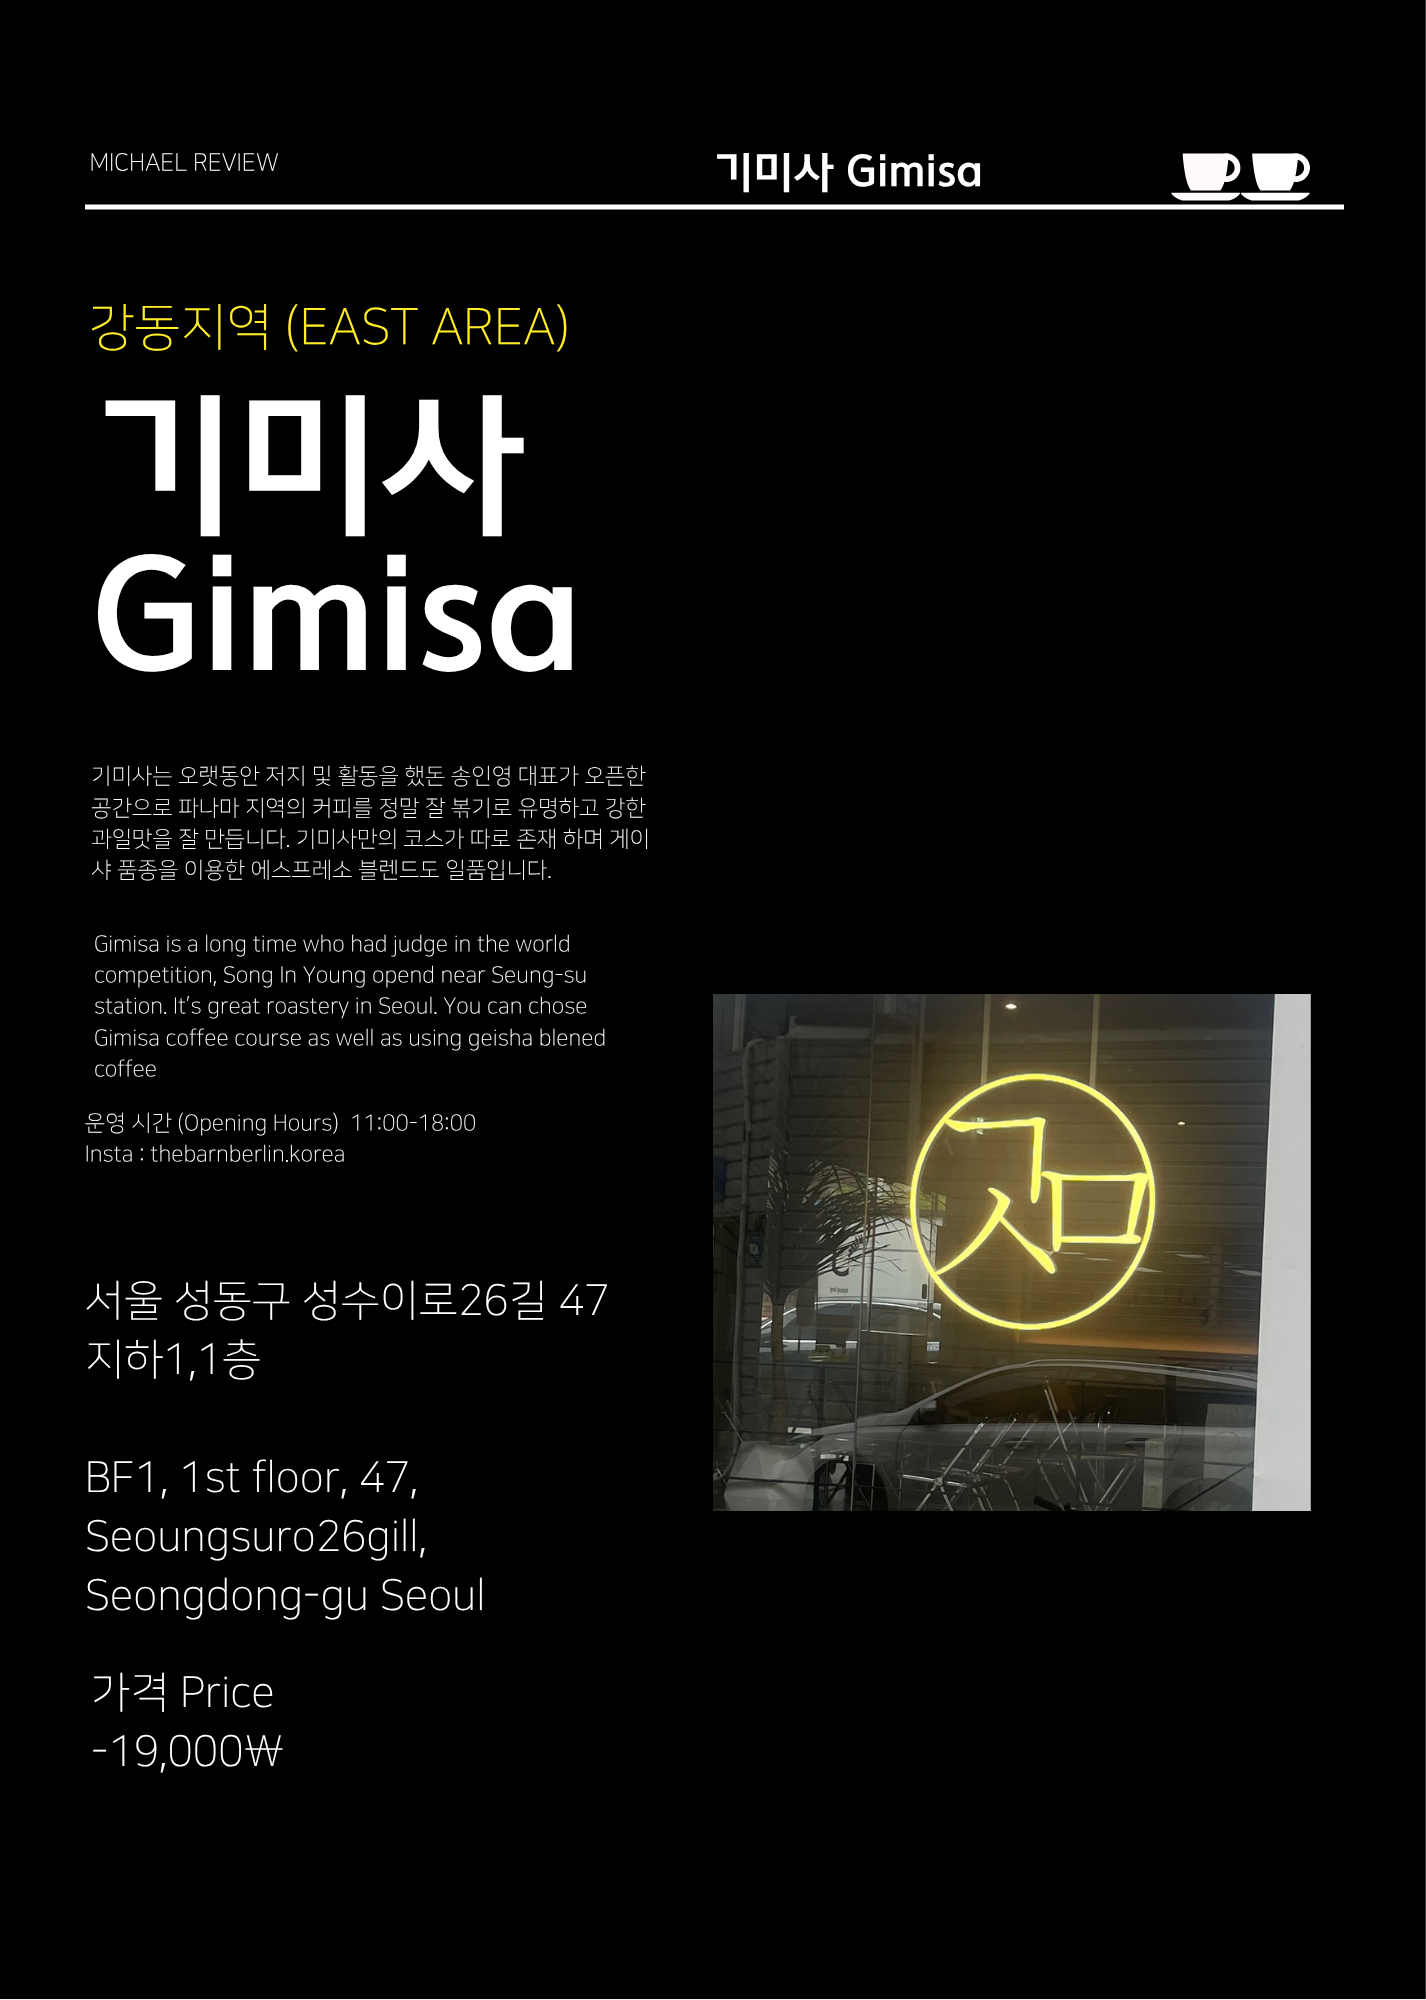 MICHAEL REVIEW
기미사 Gimisa
강동지역 (EAST AREA)
기미사
Gimisa
기미사는 오랫동안 저지 및 활동을 했돈 송인영 대표가 오픈한
공간으로 파나마 지역의 커피를 정말 잘 볶기로 유명하고 강한
과일맛을 잘 만듭니다. 기미사만의 코스가 따로 존재 하며 게이
샤 품종을 이용한 에스프레소 블렌드도 일품입니다.
Gimisa is a long time who had judge in the world
competition, Song In Young opend near Seung-su
station. It's great roastery in Seoul. You can chose
Gimisa coffee course as well as using geisha blened
coffee
운영 시간 (Opening Hours)  11:00-18:00
Insta : thebarnberlin.korea
ㄱㅁㅅ
서울 성동구 성수이로26길 47
지하1,1층
BF1, 1st floor, 47,
Seoungsuro26gill,
Seongdong-gu Seoul
가격 Price
-19,000₩